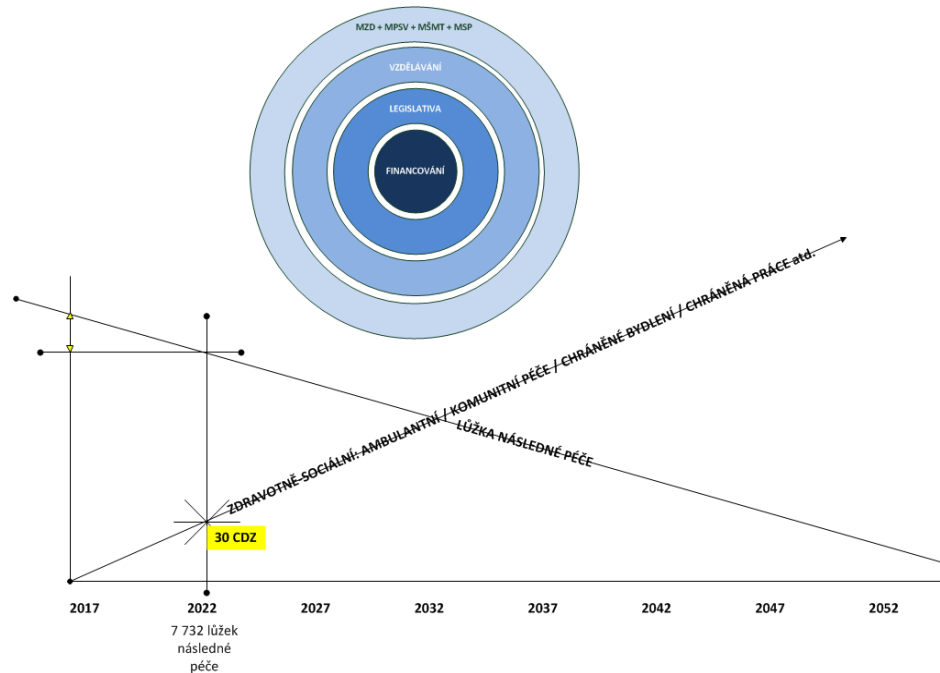 MZD + MPSV + MŠMT + MSP
VZDĚLÁVÁNÍ
LEGISLATIVA
FINANCOVÁNÍ
ZDRAVOTNĚ-SOCIÁLNÍ: AMBULANTNÍ / KOMUNITNÍ PÉČE / CHRÁNĚNÉ BYDLENÍ / CHRÁNĚNÁ PRÁCE atd.
LŮŽKA NÁSLEDNÉ PÉČE
30 CDZ
2017 2022 2027 2032 2037 2042 2047 2052
7 732 lůžek
následné
péče